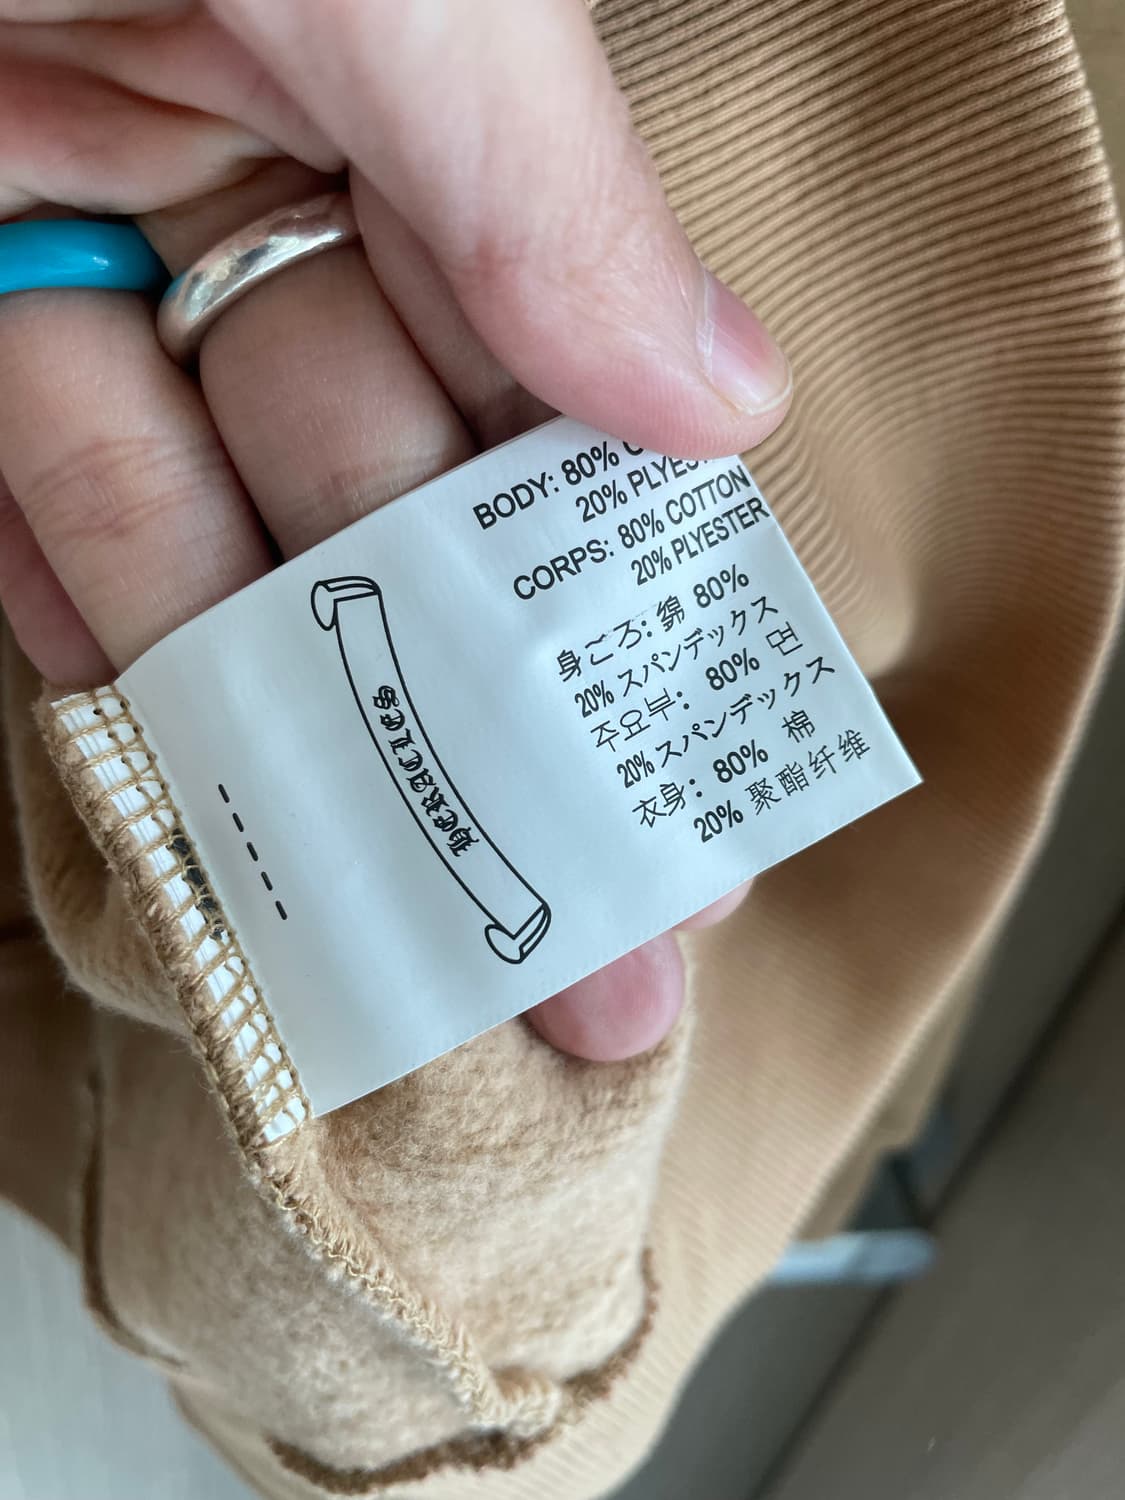 BODY: 80%
20%
CORPS: 80% COTTON
20% PLYESTER
身ごろ: 綿 80%
20% スパンデックス
주요부: 80% 면
20% スパンデックス
衣身: 80% 棉
20% 聚酯纤维